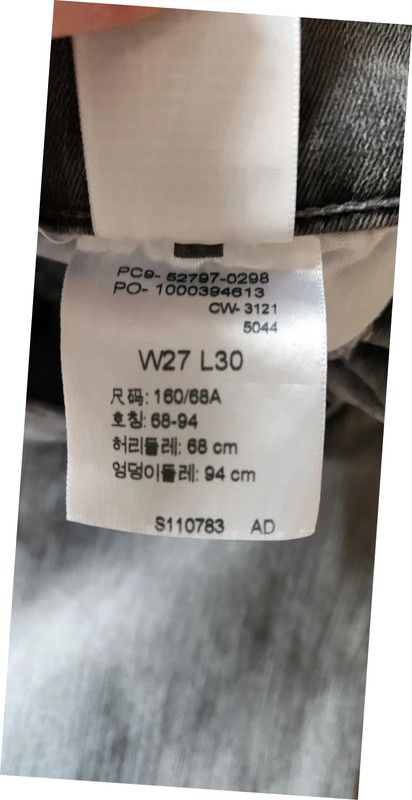 PC9- 52797-0298
PO- 1000394613
CW- 3121
5044
W27 L30
尺码: 160/68A
호칭: 68-94
허리둘레: 68 cm
엉덩이둘레: 94 cm
S110783 AD